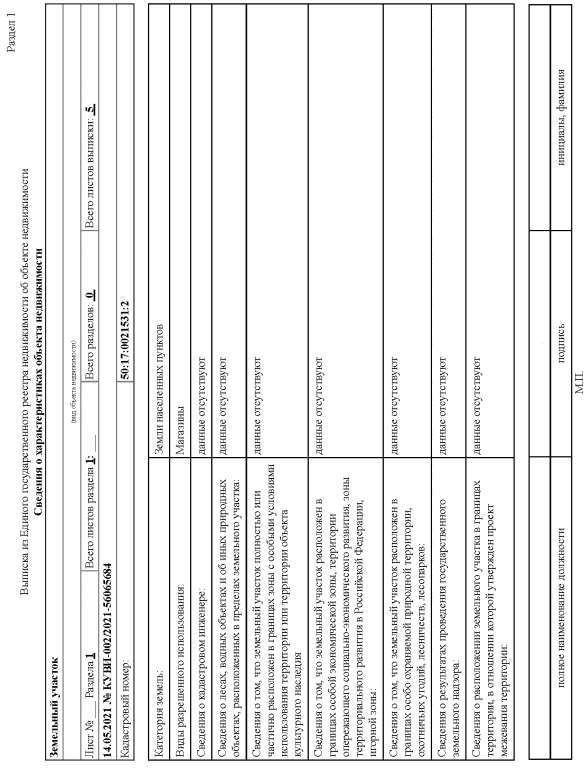 Раздел 1
Выписка из Единого государственного реестра недвижимости об объекте недвижимости
Сведения о характеристиках объекта недвижимости
Земельный участок
(вид объекта недвижимости)
Лист № ___ Раздела 1 Всего листов раздела 1: ___ Всего разделов: 0 Всего листов выписки: 5
14.05.2021 № КУВИ-002/2021-56065684
Кадастровый номер: 50:17:0021531:2
Категория земель: Земли населенных пунктов
Виды разрешенного использования: Магазины
Сведения о кадастровом инженере: данные отсутствуют
Сведения о лесах, водных объектах и об иных природных данные отсутствуют
объектах, расположенных в пределах земельного участка:
Сведения о том, что земельный участок полностью или данные отсутствуют
частично расположен в границах зоны с особыми условиями
использования территории или территории объекта
культурного наследия
Сведения о том, что земельный участок расположен в данные отсутствуют
границах особой экономической зоны, территории
опережающего социально-экономического развития, зоны
территориального развития в Российской Федерации,
игорной зоны:
Сведения о том, что земельный участок расположен в данные отсутствуют
границах особо охраняемой природной территории,
охотничьих угодий, лесничеств, лесопарков:
Сведения о результатах проведения государственного данные отсутствуют
земельного надзора:
Сведения о расположении земельного участка в границах данные отсутствуют
территории, в отношении которой утвержден проект
межевания территории:
полное наименование должности подпись инициалы, фамилия
М.П.